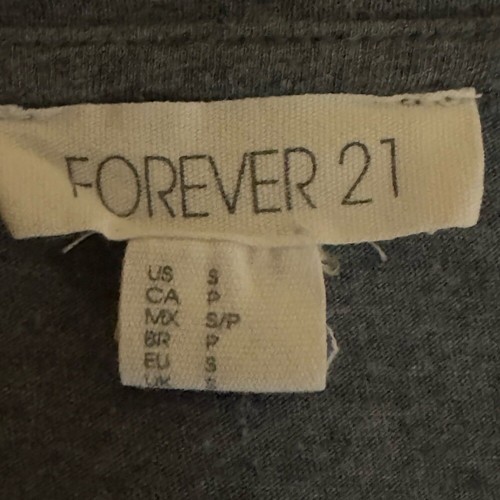 FOREVER 21
US S
CA P
MX S/P
BR P
EU S
UK S